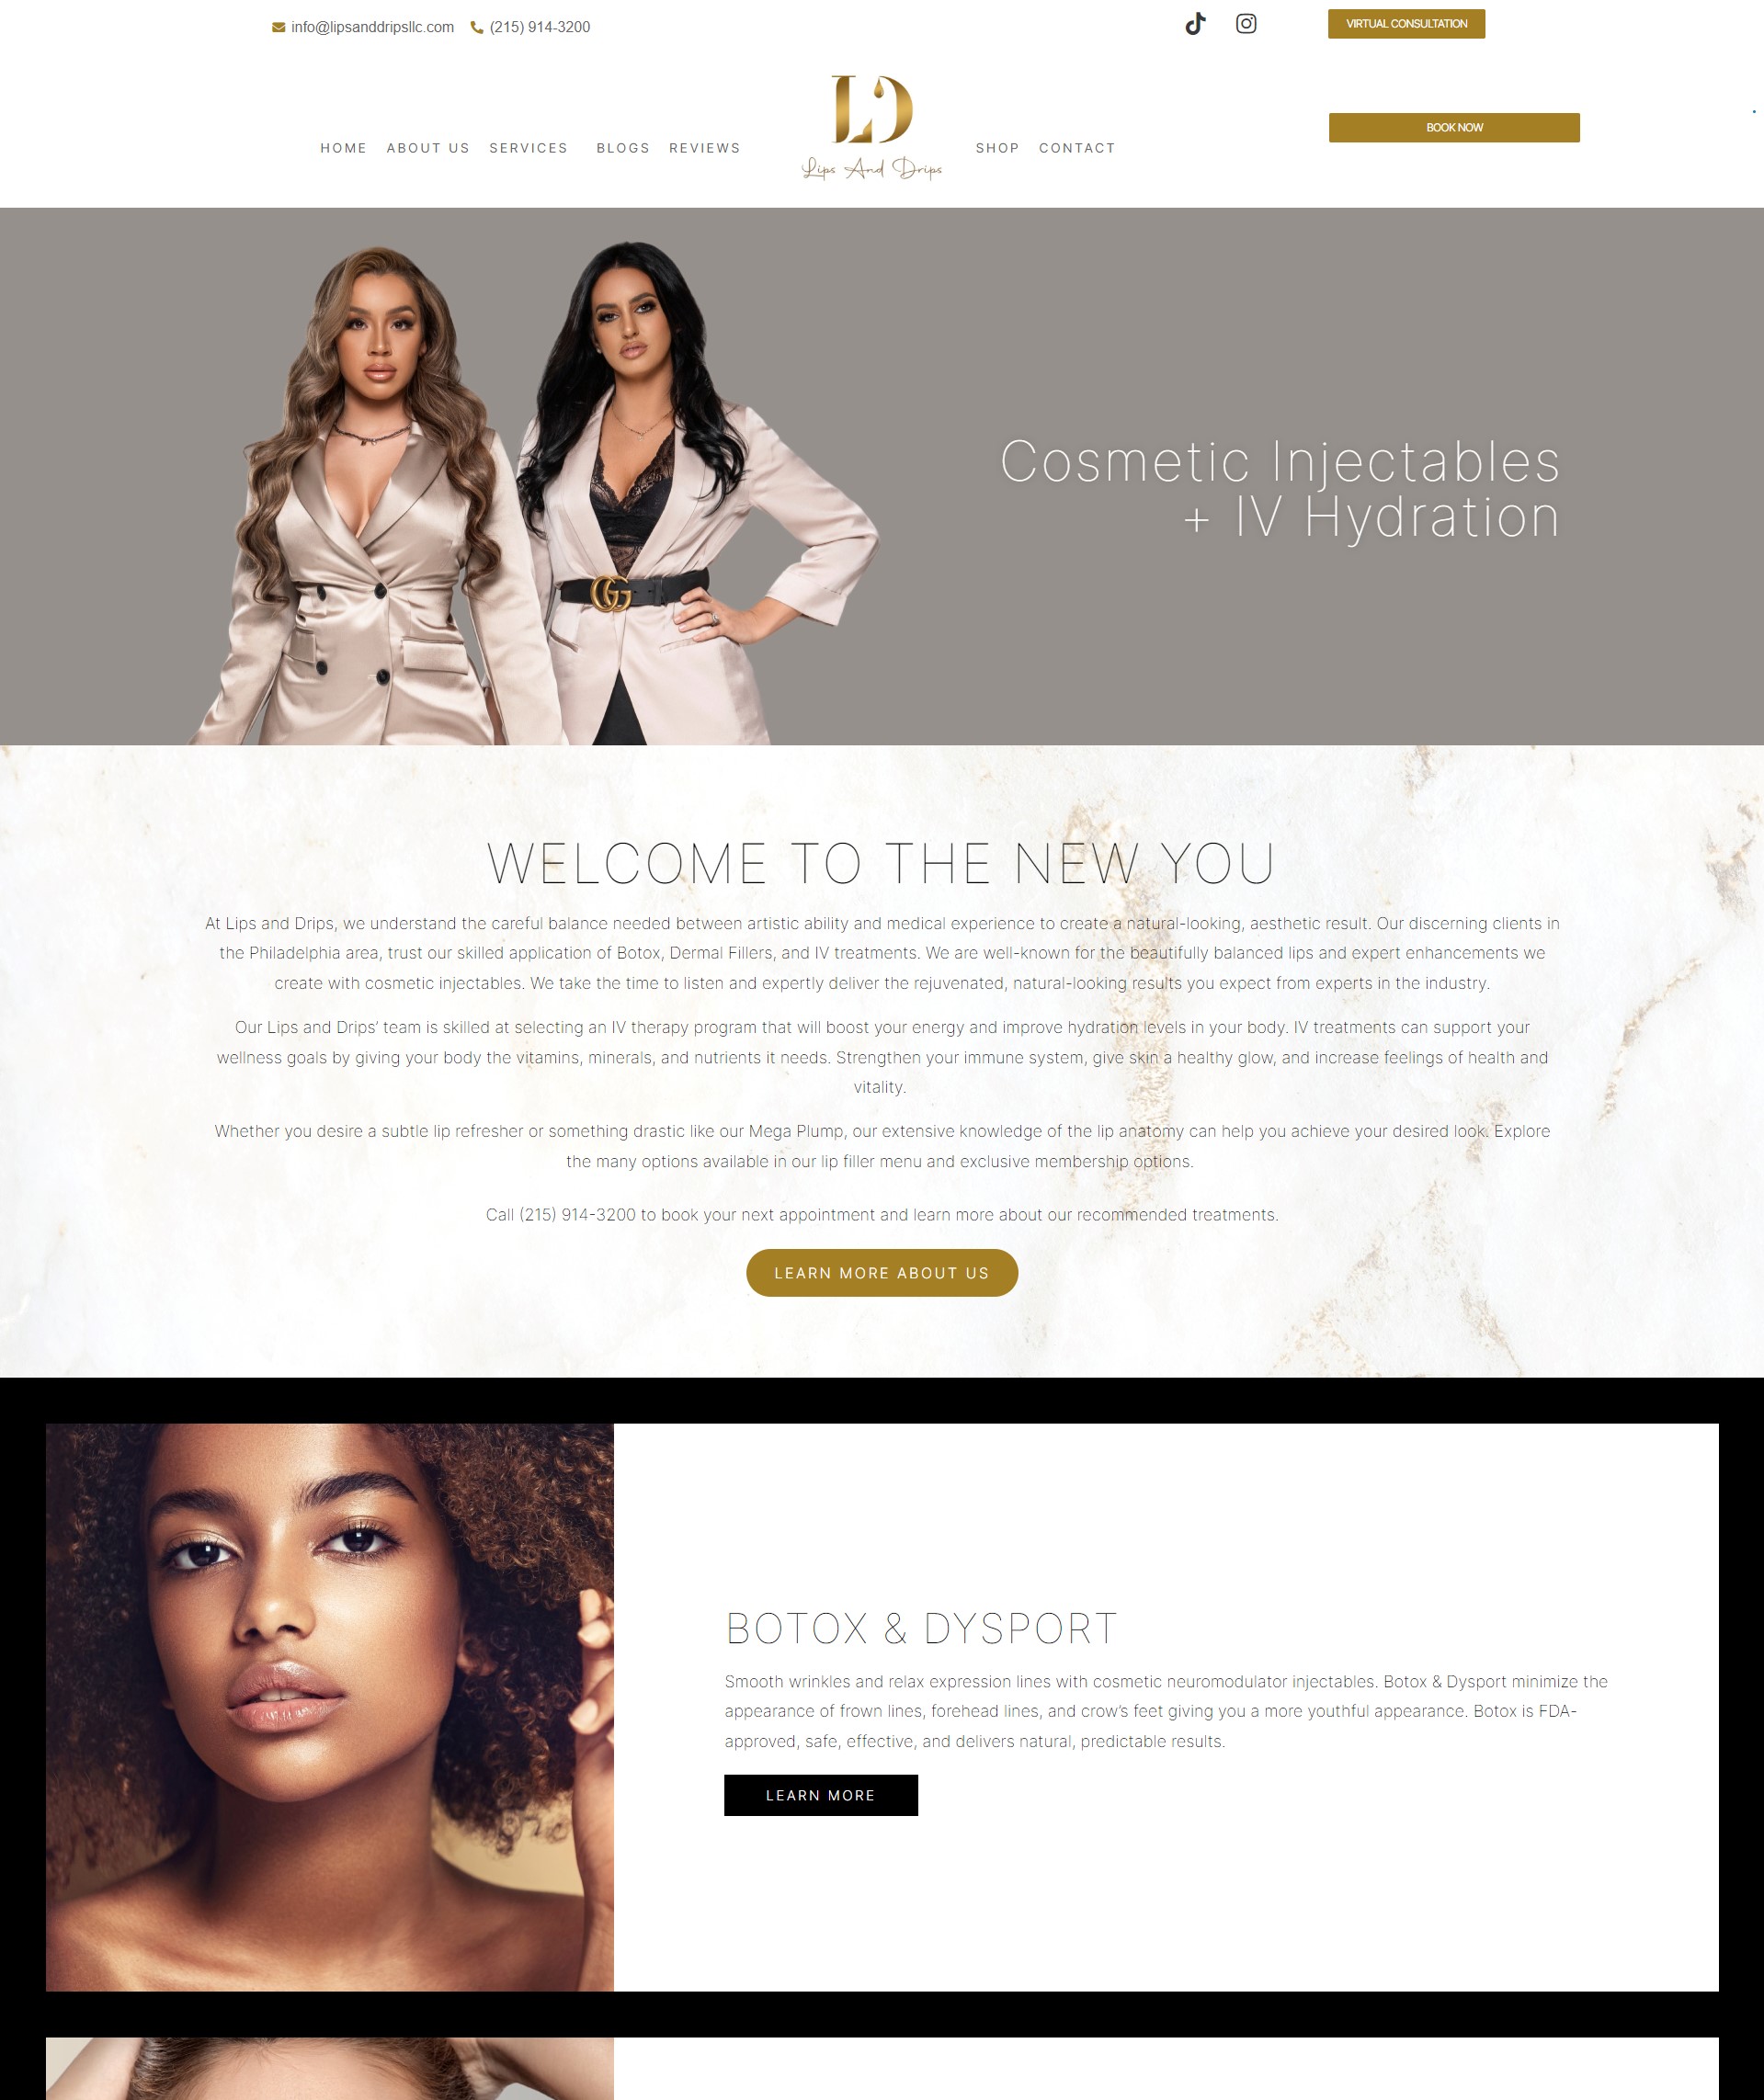 info@lipsanddripsllc.com (215) 914-3200
VIRTUAL CONSULTATION
LD
Lips And Drips
BOOK NOW
HOME ABOUT US SERVICES BLOGS REVIEWS SHOP CONTACT
Cosmetic Injectables
+ IV Hydration
GG
WELCOME TO THE NEW YOU
At Lips and Drips, we understand the careful balance needed between artistic ability and medical experience to create a natural-looking, aesthetic result. Our discerning clients in
the Philadelphia area, trust our skilled application of Botox, Dermal Fillers, and IV treatments. We are well-known for the beautifully balanced lips and expert enhancements we
create with cosmetic injectables. We take the time to listen and expertly deliver the rejuvenated, natural-looking results you expect from experts in the industry.
Our Lips and Drips’ team is skilled at selecting an IV therapy program that will boost your energy and improve hydration levels in your body. IV treatments can support your
wellness goals by giving your body the vitamins, minerals, and nutrients it needs. Strengthen your immune system, give skin a healthy glow, and increase feelings of health and
vitality.
Whether you desire a subtle lip refresher or something drastic like our Mega Plump, our extensive knowledge of the lip anatomy can help you achieve your desired look. Explore
the many options available in our lip filler menu and exclusive membership options.
Call (215) 914-3200 to book your next appointment and learn more about our recommended treatments.
LEARN MORE ABOUT US
BOTOX & DYSPORT
Smooth wrinkles and relax expression lines with cosmetic neuromodulator injectables. Botox & Dysport minimize the
appearance of frown lines, forehead lines, and crow’s feet giving you a more youthful appearance. Botox is FDA-
approved, safe, effective, and delivers natural, predictable results.
LEARN MORE